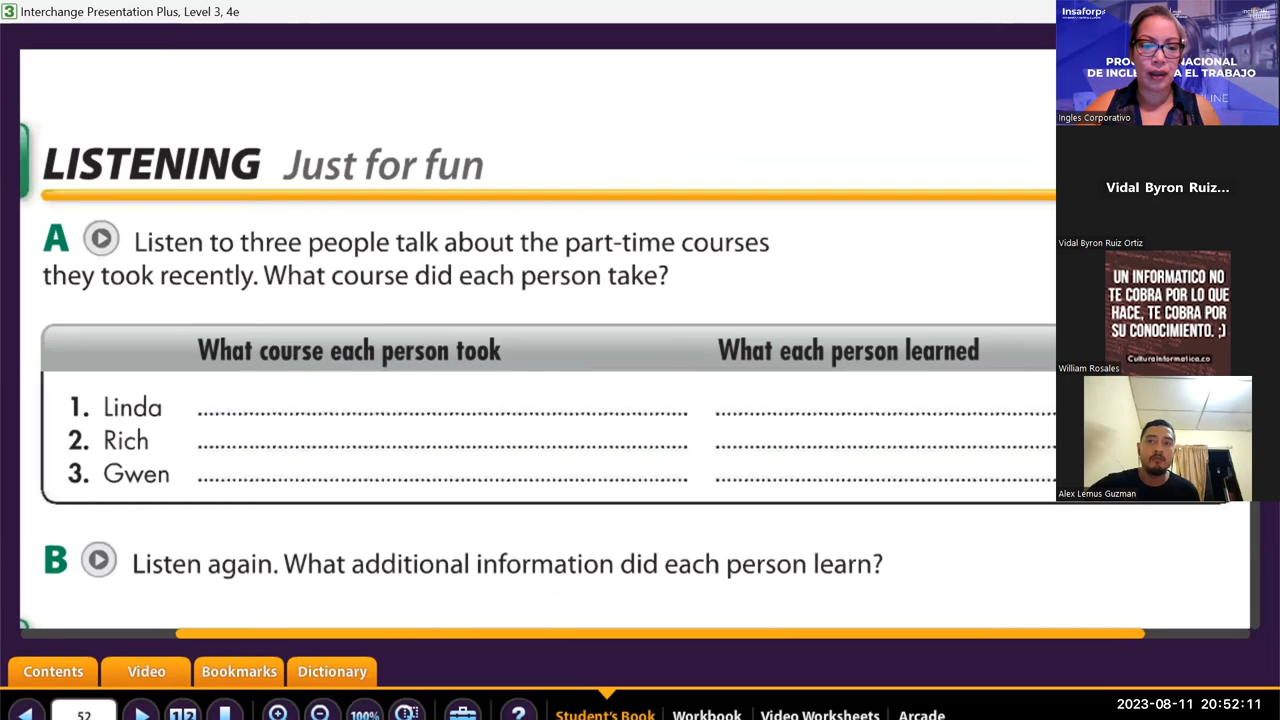 3 Interchange Presentation Plus, Level 3, 4e
LISTENING Just for fun
A Listen to three people talk about the part-time courses
they took recently. What course did each person take?
What course each person took What each person learned
1. Linda
2. Rich
3. Gwen
B Listen again. What additional information did each person learn?
Contents Video Bookmarks Dictionary
52 1 2 100% ? Student's Book Workbook Video Worksheets Arcade
Insaforp
DE INGL A EL TRABAJO
Ingles Corporativo
Vidal Byron Ruiz...
Vidal Byron Ruiz Ortiz
UN INFORMATICO NO
TE COBRA POR LO QUE
HACE, TE COBRA POR
SU CONOCIMIENTO. ;)
CulturaInformatica.co
William Rosales
Alex Lemus Guzman
2023-08-11 20:52:11